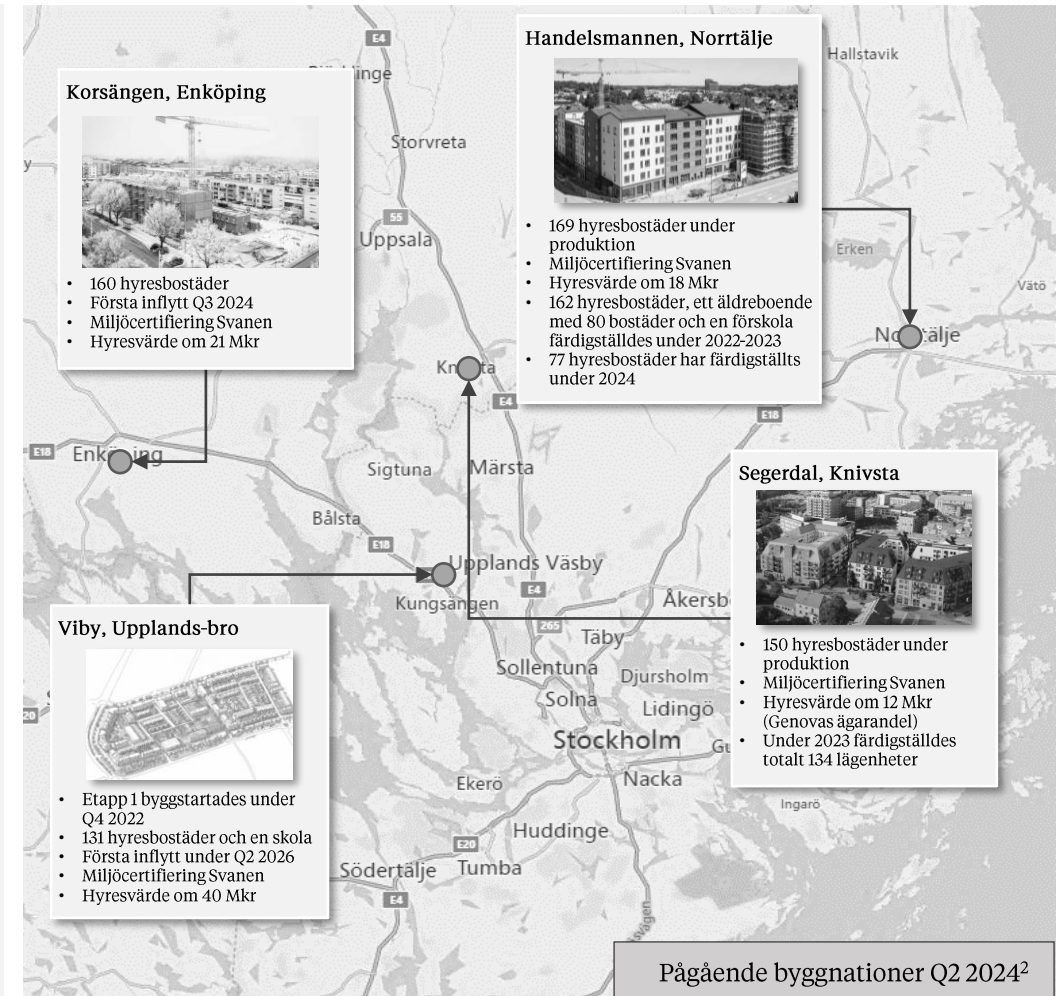 Korsängen, Enköping
• 160 hyresbostäder
• Första inflytt Q3 2024
• Miljöcertifiering Svanen
• Hyresvärde om 21 Mkr
Handelsmannen, Norrtälje
• 169 hyresbostäder under
produktion
• Miljöcertifiering Svanen
• Hyresvärde om 18 Mkr
• 162 hyresbostäder, ett äldreboende
med 80 bostäder och en förskola
färdigställdes under 2022-2023
• 77 hyresbostäder har färdigställts
under 2024
Viby, Upplands-bro
• Etapp 1 byggstartades under
Q4 2022
• 131 hyresbostäder och en skola
• Första inflytt under Q2 2026
• Miljöcertifiering Svanen
• Hyresvärde om 40 Mkr
Segerdal, Knivsta
• 150 hyresbostäder under
produktion
• Miljöcertifiering Svanen
• Hyresvärde om 12 Mkr
(Genovas ägarandel)
• Under 2023 färdigställdes
totalt 134 lägenheter
E4
Hallstavik
Storvreta
55
Uppsala
Erken
Vätö
E4
E18
E18
Sigtuna
Märsta
Bålsta
E18
Upplands Väsby
E4
Kungsängen
265
Täby
Sollentuna
Djursholm
Solna
Lidingö
20
Stockholm
Ekerö
Nacka
Ingarö
Huddinge
E20
Södertälje
Tumba
E4
Pågående byggnationer Q2 2024²